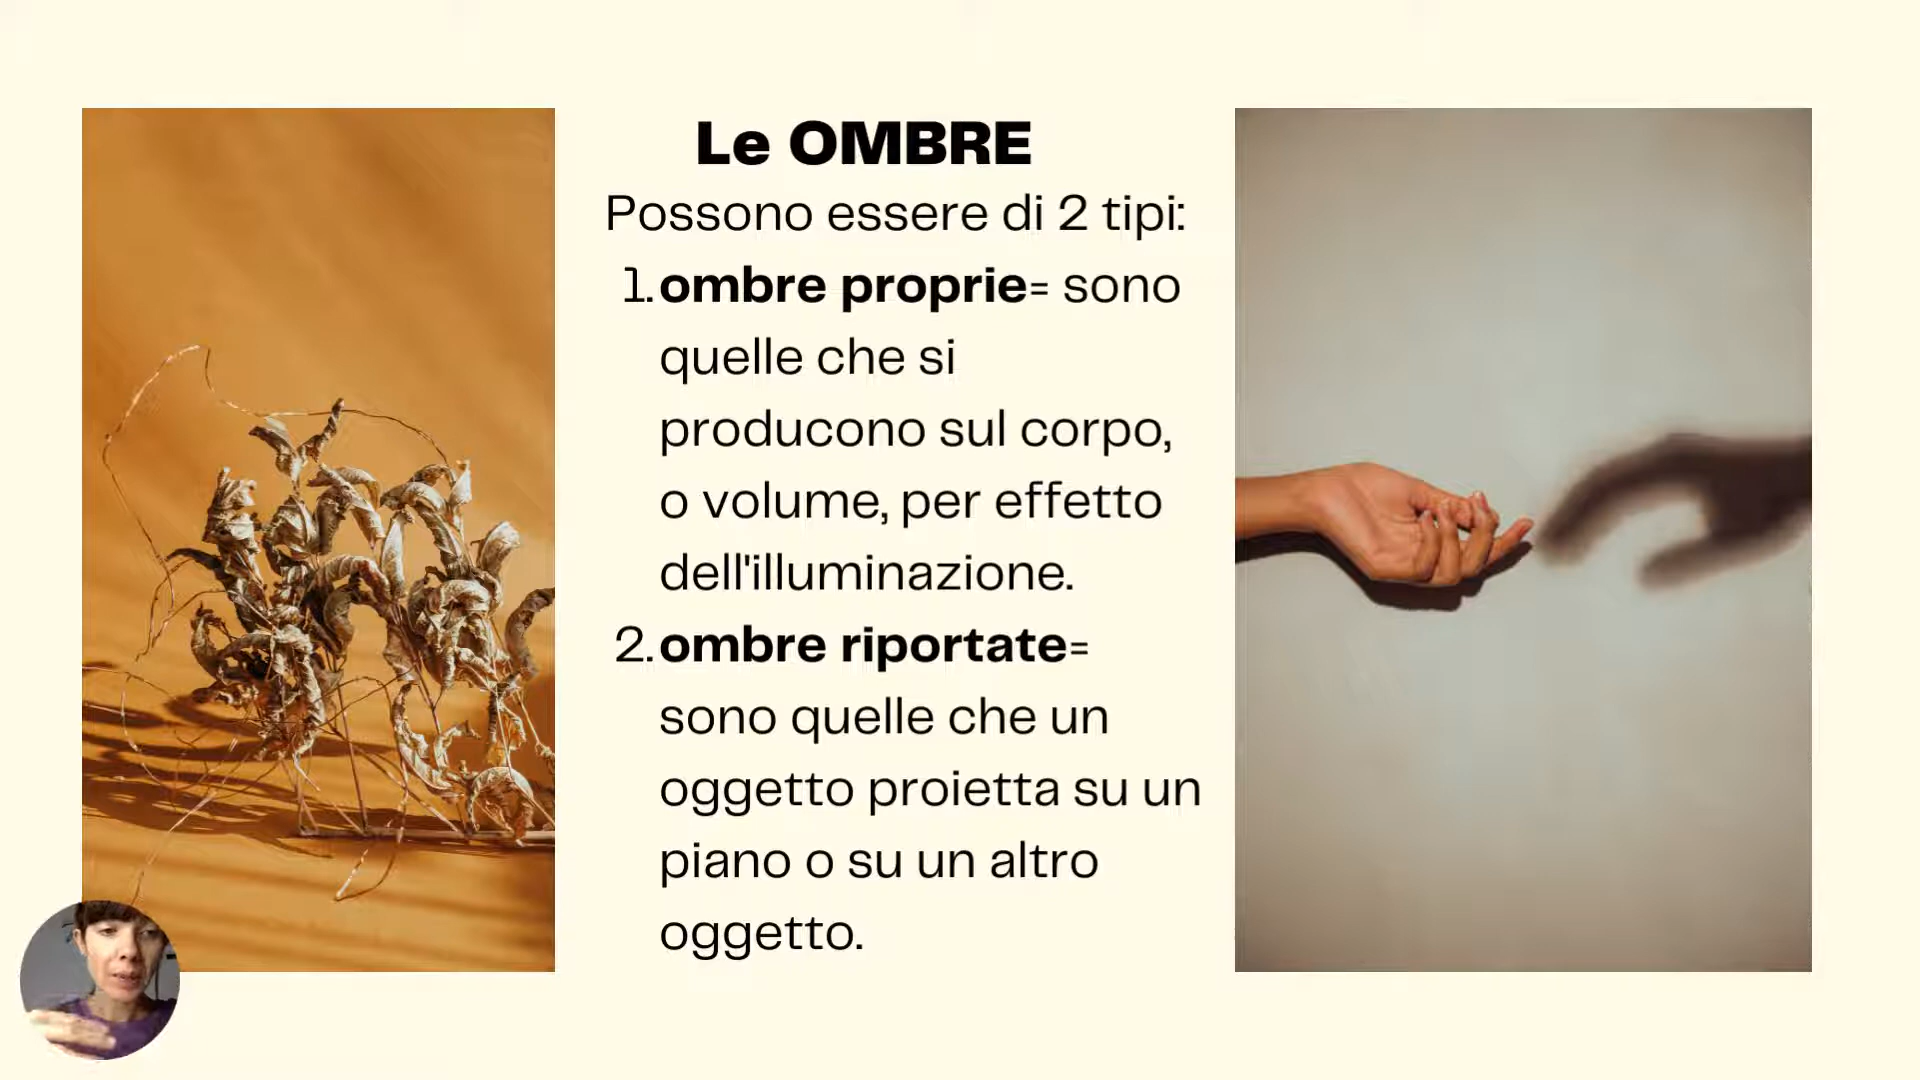 Le OMBRE
Possono essere di 2 tipi:
1. ombre proprie= sono
quelle che si
producono sul corpo,
o volume, per effetto
dell'illuminazione.
2. ombre riportate=
sono quelle che un
oggetto proietta su un
piano o su un altro
oggetto.